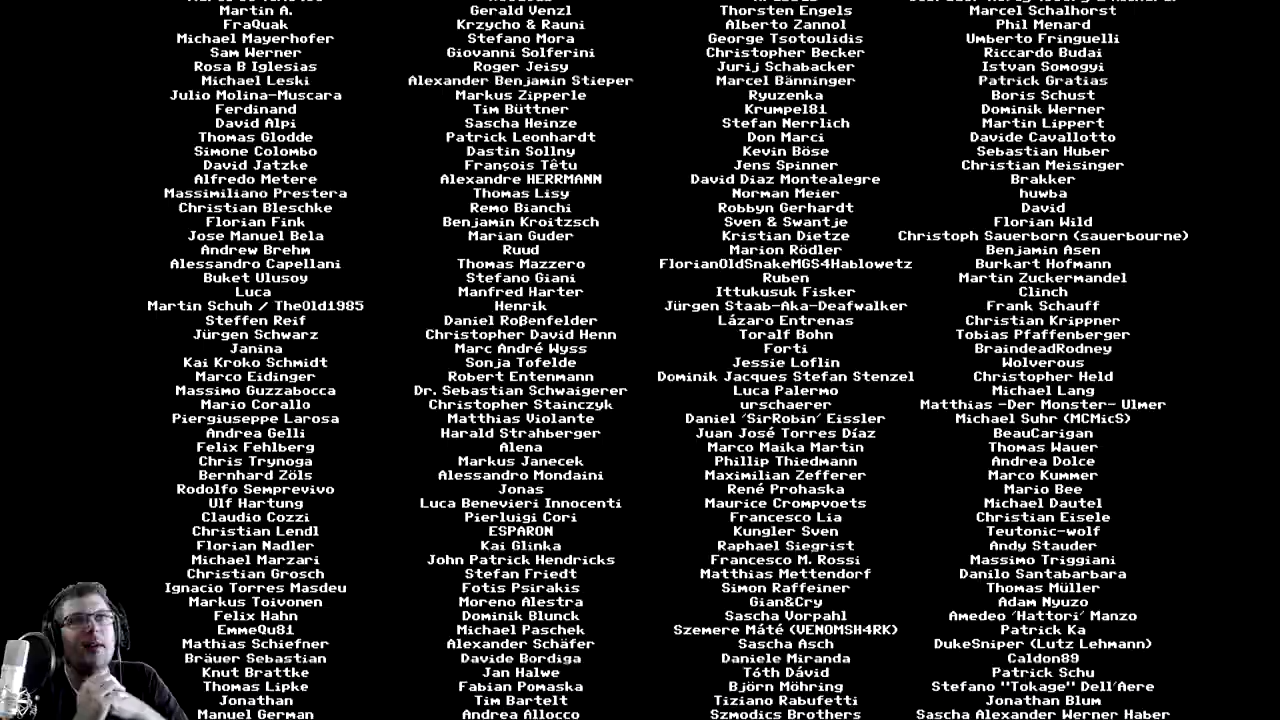 Martin A.
FraQuak
Michael Mayerhofer
Sam Werner
Rosa B Iglesias
Michael Leski
Julio Molina-Muscara
Ferdinand
David Alpi
Thomas Glodde
Simone Colombo
David Jatzke
Alfredo Metere
Massimiliano Prestera
Christian Bleschke
Florian Fink
Jose Manuel Bela
Andrew Brehm
Alessandro Capellani
Buket Ulusoy
Luca
Martin Schuh / TheOld1985
Steffen Reif
Jürgen Schwarz
Janina
Kai Kroko Schmidt
Marco Eidinger
Massimo Guzzabocca
Mario Corallo
Piergiuseppe Larosa
Andrea Gelli
Felix Fehlberg
Chris Trynoga
Bernhard Zöls
Rodolfo Semprevivo
Ulf Hartung
Claudio Cozzi
Christian Lendl
Florian Nadler
Michael Marzari
Christian Grosch
Ignacio Torres Masdeu
Markus Toivonen
Felix Hahn
EmmeQu81
Mathias Schiefner
Bräuer Sebastian
Knut Brattke
Thomas Lipke
Jonathan
Manuel German
Gerald Venzl
Krzycho & Rauni
Stefano Mora
Giovanni Solferini
Roger Jeisy
Alexander Benjamin Stieper
Markus Zipperle
Tim Büttner
Sascha Heinze
Patrick Leonhardt
Dastin Sollny
François Têtu
Alexandre HERRMANN
Thomas Lisy
Remo Bianchi
Benjamin Kroitzsch
Marian Guder
Ruud
Thomas Mazzero
Stefano Giani
Manfred Harter
Henrik
Daniel Roßenfelder
Christopher David Henn
Marc André Wyss
Sonja Tofelde
Robert Entenmann
Dr. Sebastian Schwaigerer
Christopher Stainczyk
Matthias Violante
Harald Strahberger
Alena
Markus Janecek
Alessandro Mondaini
Jonas
Luca Benevieri Innocenti
Pierluigi Cori
ESPARON
Kai Glinka
John Patrick Hendricks
Stefan Friedt
Fotis Psirakis
Moreno Alestra
Dominik Blunck
Michael Paschek
Alexander Schäfer
Davide Bordiga
Jan Halwe
Fabian Pomaska
Tim Bartelt
Andrea Allocco
Thorsten Engels
Alberto Zannol
George Tsotoulidis
Christopher Becker
Jurij Schabacker
Marcel Bänninger
Ryuzenka
Krumpel81
Stefan Nerrlich
Don Marci
Kevin Böse
Jens Spinner
David Diaz Montealegre
Norman Meier
Robbyn Gerhardt
Sven & Swantje
Kristian Dietze
Marion Rödler
FlorianOldSnakeMGS4Hablowetz
Ruben
Ittukusuk Fisker
Jürgen Staab-Aka-Deafwalker
Lázaro Entrenas
Toralf Bohn
Forti
Jessie Loflin
Dominik Jacques Stefan Stenzel
Luca Palermo
urschaerer
Daniel 'SirRobin' Eissler
Juan José Torres Díaz
Marco Maika Martin
Phillip Thiedmann
Maximilian Zefferer
René Prohaska
Maurice Crompvoets
Francesco Lia
Kungler Sven
Raphael Siegrist
Francesco M. Rossi
Matthias Mettendorf
Simon Raffeiner
Gian&Cry
Sascha Vorpahl
Szemere Máté (VENOMSH4RK)
Sascha Asch
Daniele Miranda
Tóth Dávid
Björn Möhring
Tiziano Rabufetti
Szmodics Brothers
Marcel Schalhorst
Phil Menard
Umberto Fringuelli
Riccardo Budai
Istvan Somogyi
Patrick Gratias
Boris Schust
Dominik Werner
Martin Lippert
Davide Cavallotto
Sebastian Huber
Christian Meisinger
Brakker
huwba
David
Florian Wild
Christoph Sauerborn (sauerbourne)
Benjamin Asen
Burkart Hofmann
Martin Zuckermandel
Clinch
Frank Schauff
Christian Krippner
Tobias Pfaffenberger
BraindeadRodney
Wolverous
Christopher Held
Michael Lang
Matthias -Der Monster- Ulmer
Michael Suhr (MCMicS)
BeauCarigan
Thomas Wauer
Andrea Dolce
Marco Kummer
Mario Bee
Michael Dautel
Christian Eisele
Teutonic-wolf
Andy Stauder
Massimo Triggiani
Danilo Santabarbara
Thomas Müller
Adam Nyuzo
Amedeo 'Hattori' Manzo
Patrick Ka
DukeSniper (Lutz Lehmann)
Caldon89
Patrick Schu
Stefano "Tokage" Dell'Aere
Jonathan Blum
Sascha Alexander Werner Haber